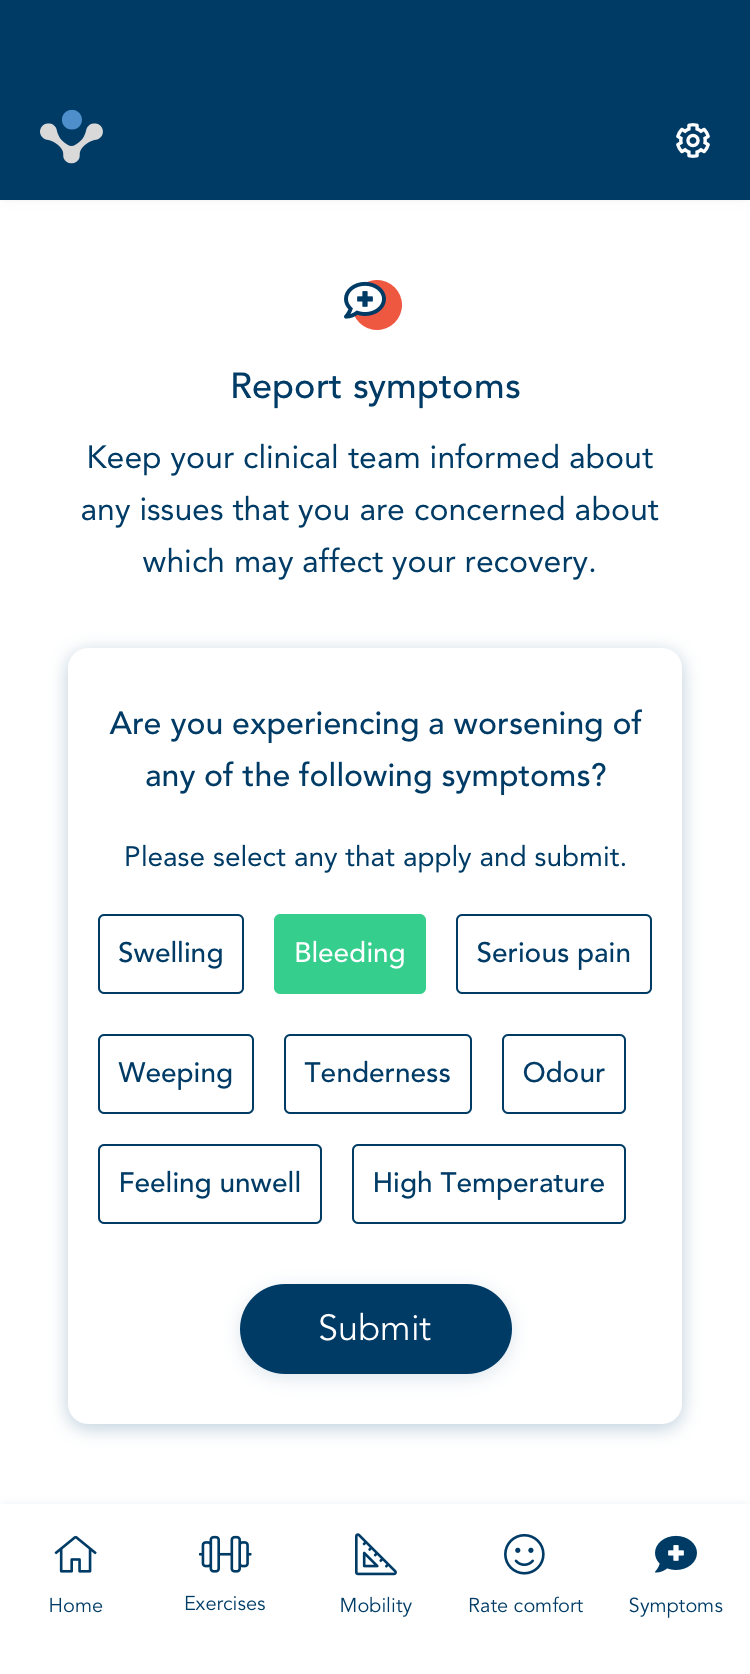 Report symptoms
Keep your clinical team informed about
any issues that you are concerned about
which may affect your recovery.
Are you experiencing a worsening of
any of the following symptoms?
Please select any that apply and submit.
Swelling Bleeding Serious pain
Weeping Tenderness Odour
Feeling unwell High Temperature
Submit
Home Exercises Mobility Rate comfort Symptoms